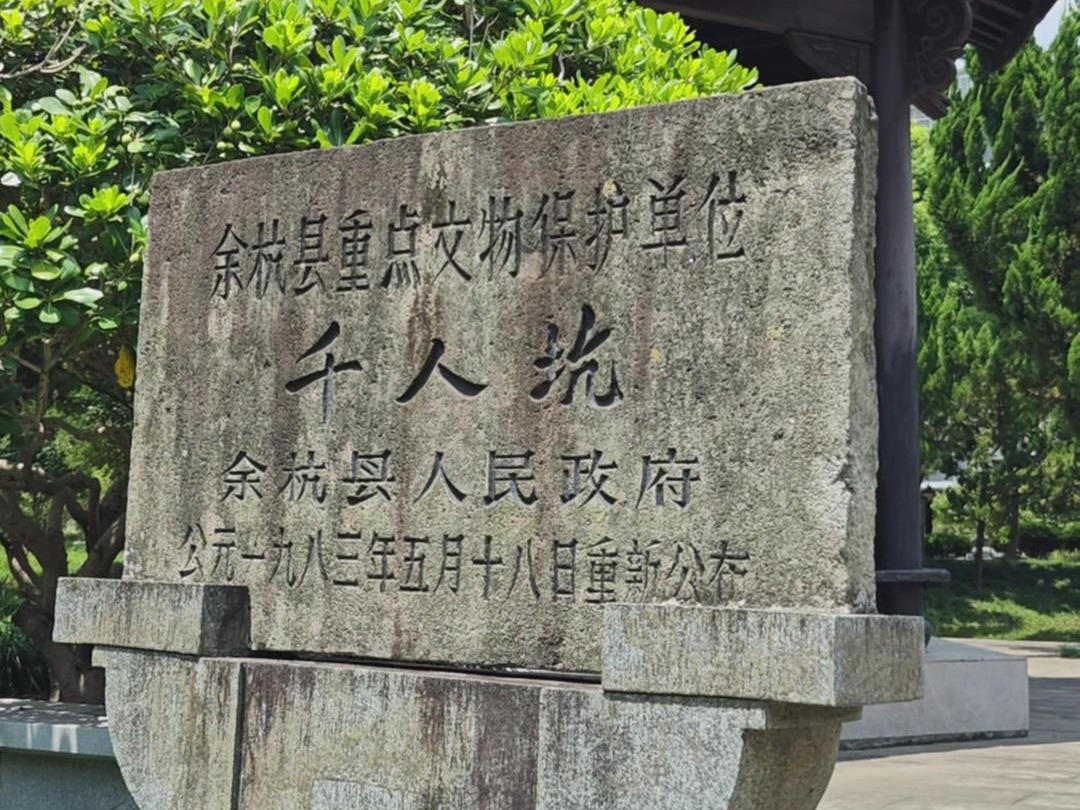 余杭县重点文物保护单位
千人坑
余杭县人民政府
公元一九八三年五月十八日重新公布